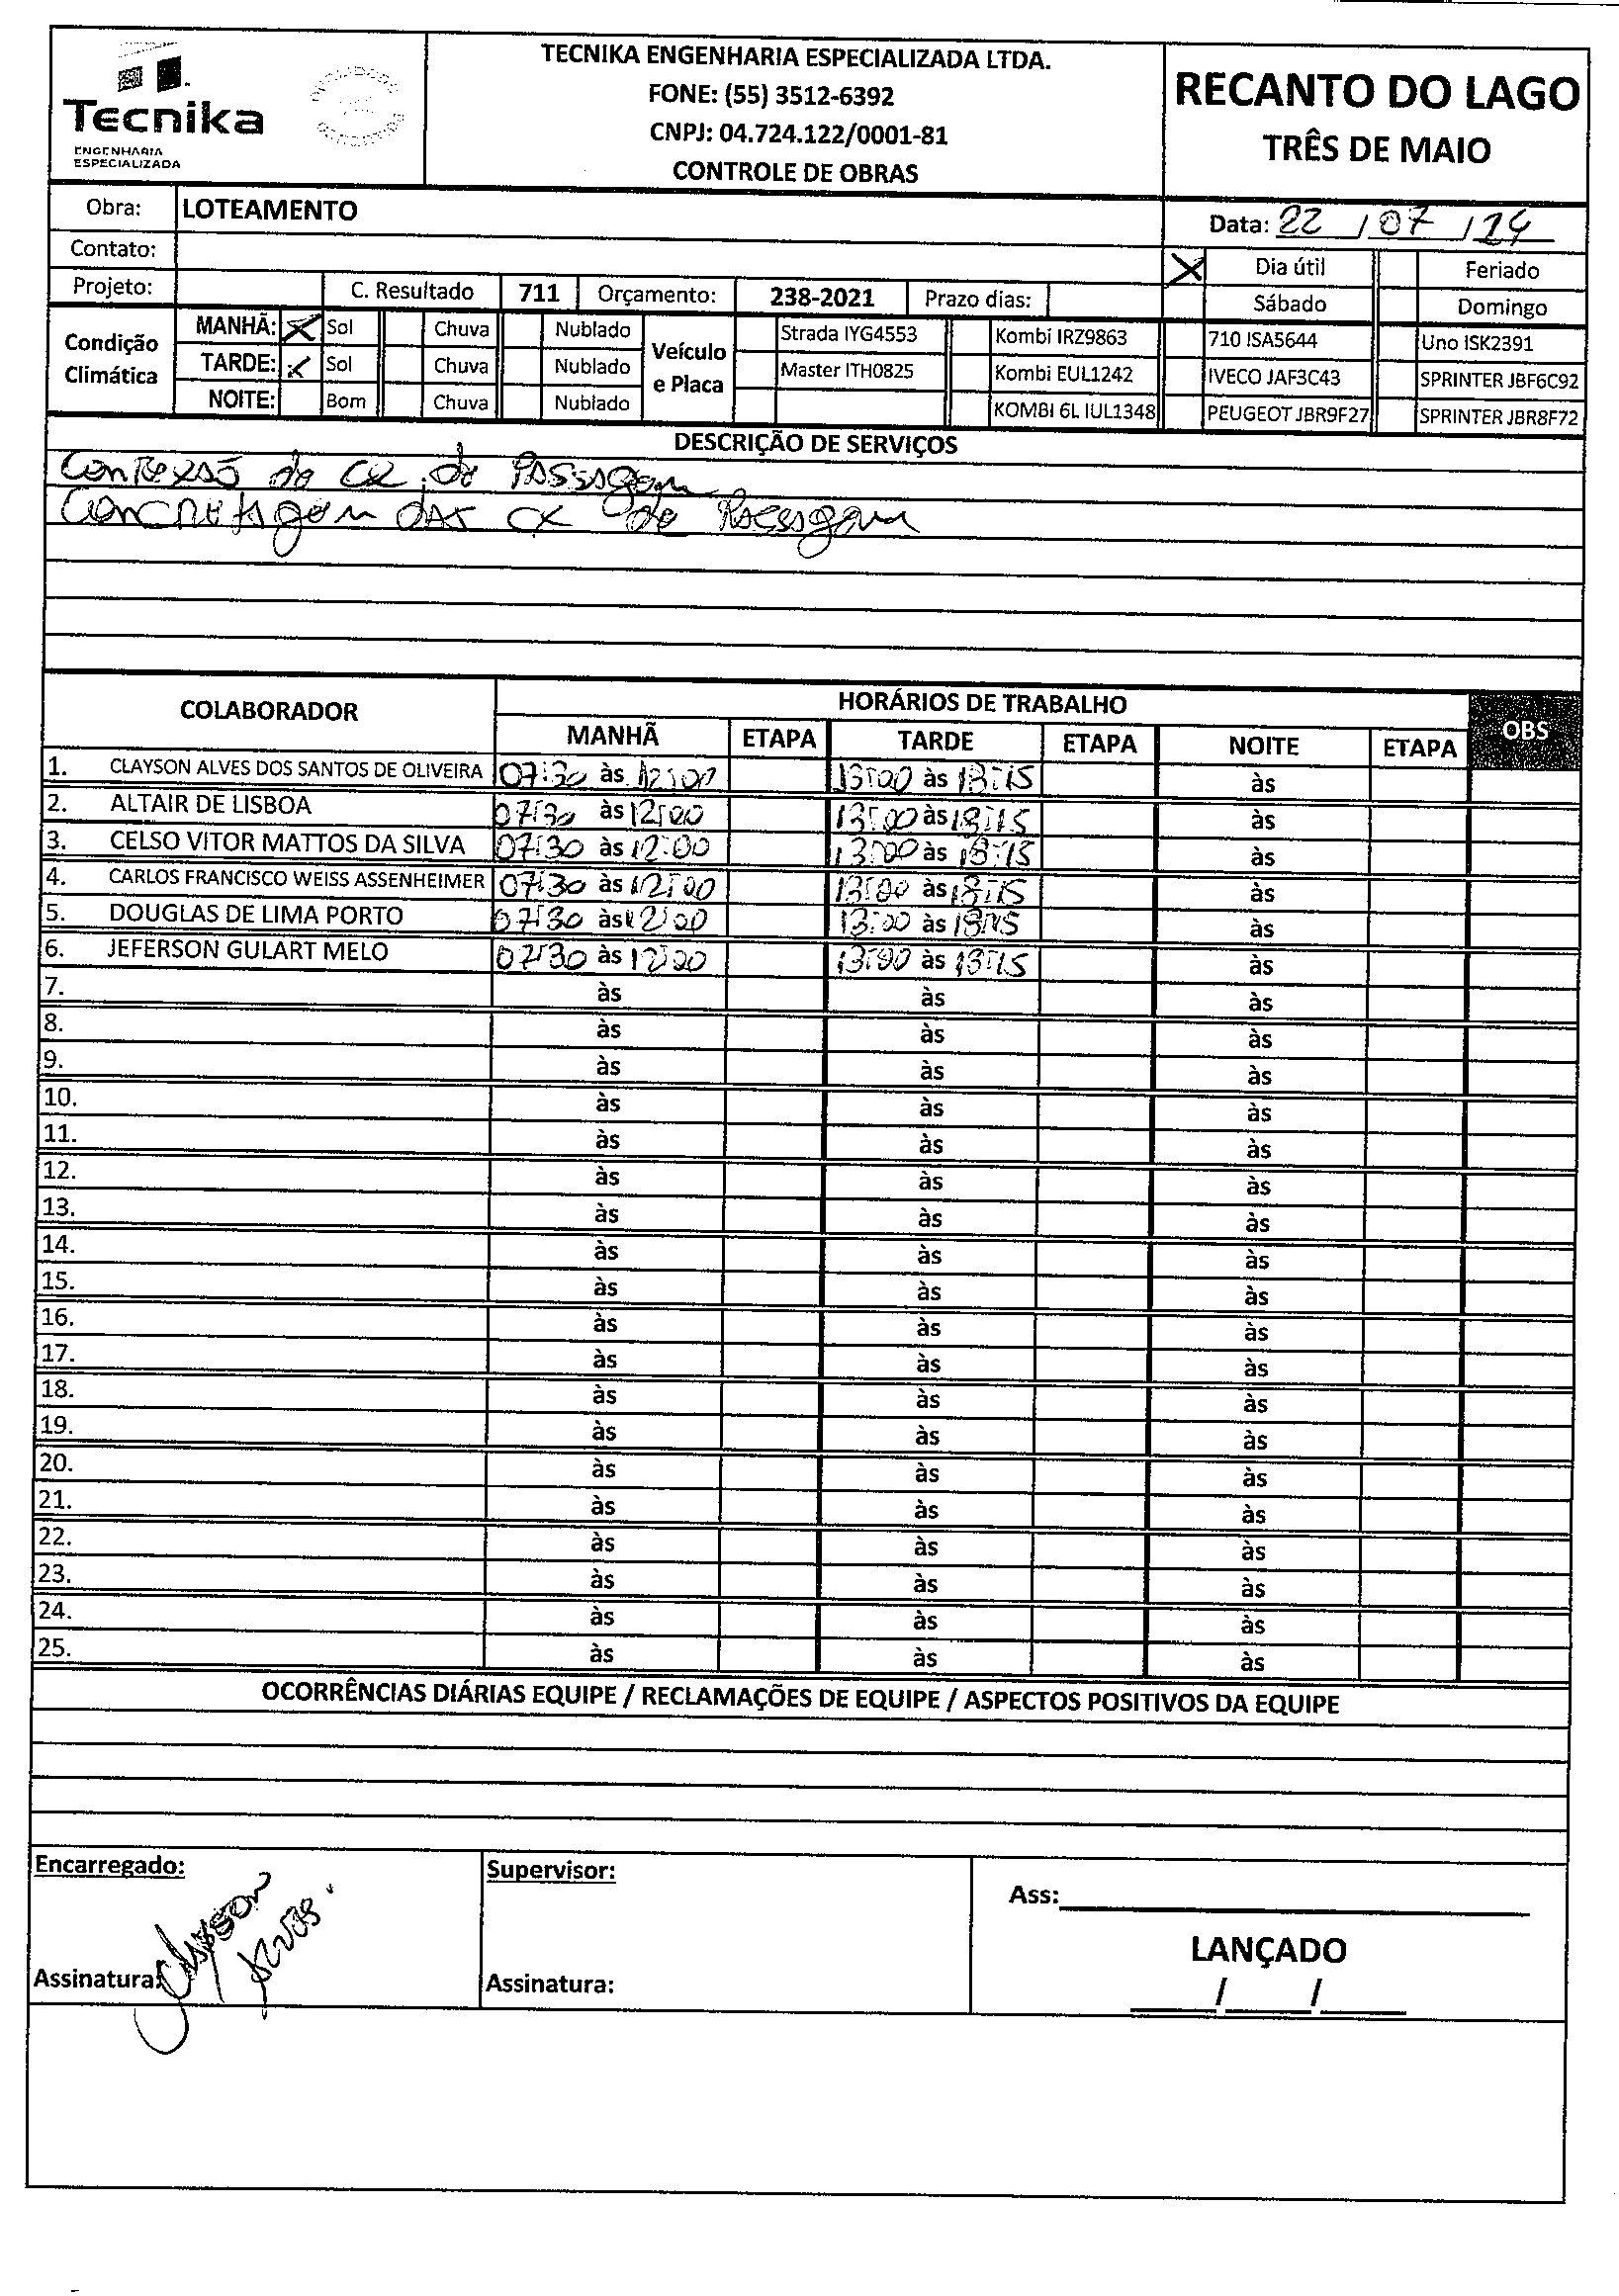 Tecnika
ENGENHARIA
ESPECIALIZADA
TECNIKA ENGENHARIA ESPECIALIZADA LTDA.
FONE: (55) 3512-6392
CNPJ: 04.724.122/0001-81
CONTROLE DE OBRAS
RECANTO DO LAGO
TRÊS DE MAIO
Obra: LOTEAMENTO
Data: 22/07/24
Contato:
X Dia útil Feriado
Projeto: C. Resultado 711 Orçamento: 238-2021 Prazo dias:
Sábado Domingo
Condição Climática
MANHÃ: X Sol Chuva Nublado
TARDE: X Sol Chuva Nublado
NOITE: Bom Chuva Nublado
Veículo e Placa
Strada IYG4553 Kombi IRZ9863 710 ISA5644 Uno ISK2391
Master ITH0825 Kombi EUL1242 IVECO JAF3C43 SPRINTER JBF6C92
KOMBI 6L IUL1348 PEUGEOT JBR9F27 SPRINTER JBR8F72
DESCRIÇÃO DE SERVIÇOS
de cx. de Passagem
Concretagem das cx de Passagem
COLABORADOR HORÁRIOS DE TRABALHO OBS
MANHÃ ETAPA TARDE ETAPA NOITE ETAPA
1. CLAYSON ALVES DOS SANTOS DE OLIVEIRA 07:30 às 12:00 13:00 às 18:15 às
2. ALTAIR DE LISBOA 07:30 às 12:00 13:00 às 18:15 às
3. CELSO VITOR MATTOS DA SILVA 07:30 às 12:00 13:00 às 18:15 às
4. CARLOS FRANCISCO WEISS ASSENHEIMER 07:30 às 12:00 13:00 às 18:15 às
5. DOUGLAS DE LIMA PORTO 07:30 às 12:00 13:00 às 18:15 às
6. JEFERSON GULART MELO 07:30 às 12:00 13:00 às 18:15 às
7. às às às
8. às às às
9. às às às
10. às às às
11. às às às
12. às às às
13. às às às
14. às às às
15. às às às
16. às às às
17. às às às
18. às às às
19. às às às
20. às às às
21. às às às
22. às às às
23. às às às
24. às às às
25. às às às
OCORRÊNCIAS DIÁRIAS EQUIPE / RECLAMAÇÕES DE EQUIPE / ASPECTOS POSITIVOS DA EQUIPE
Encarregado:
Supervisor:
Ass:
LANÇADO
Assinatura: Clayson Alves
Assinatura:
/ /